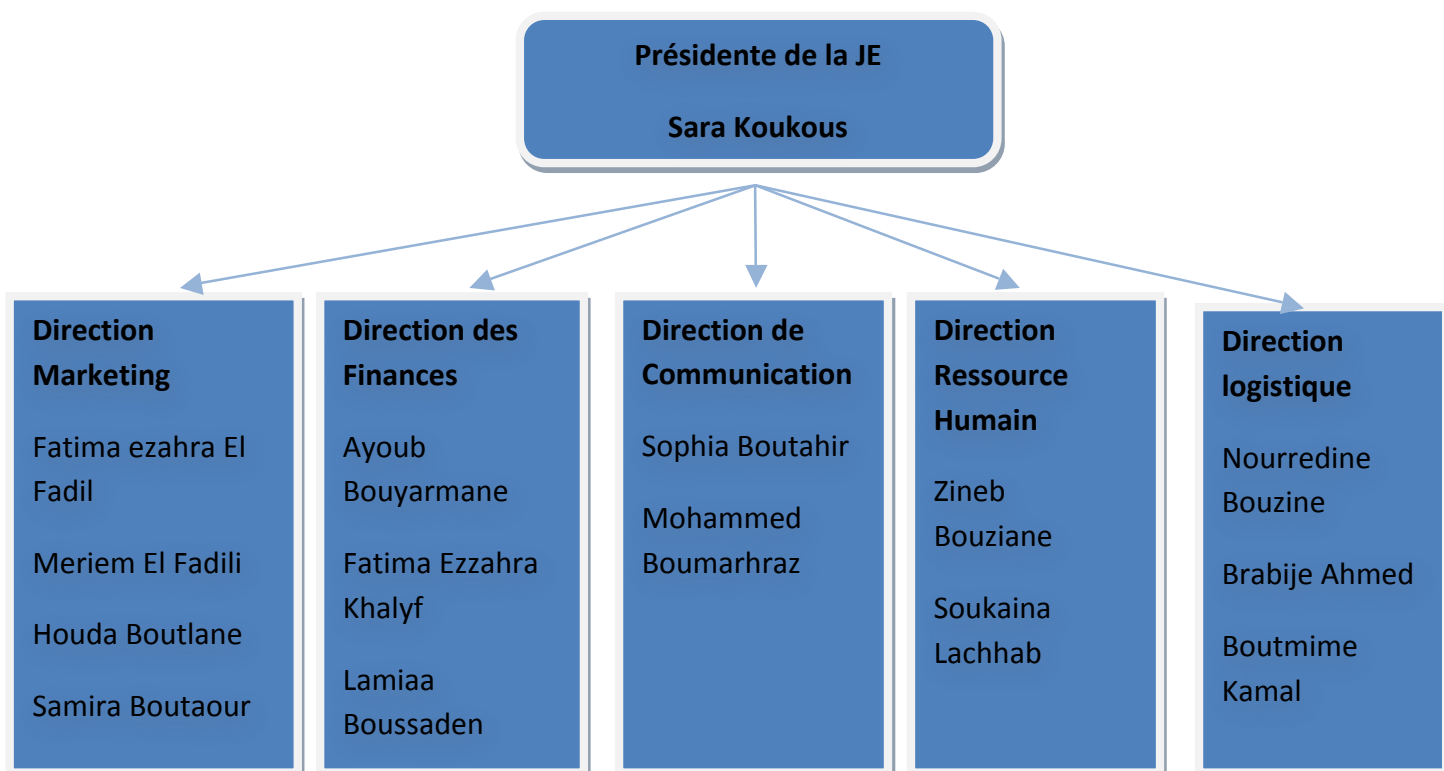 Présidente de la JE
Sara Koukous
Direction
Marketing
Fatima ezahra El
Fadil
Meriem El Fadili
Houda Boutlane
Samira Boutaour
Direction des
Finances
Ayoub
Bouyarmane
Fatima Ezzahra
Khalyf
Lamiaa
Boussaden
Direction de
Communication
Sophia Boutahir
Mohammed
Boumarhraz
Direction
Ressource
Humain
Zineb
Bouziane
Soukaina
Lachhab
Direction
logistique
Nourredine
Bouzine
Brabije Ahmed
Boutmime
Kamal